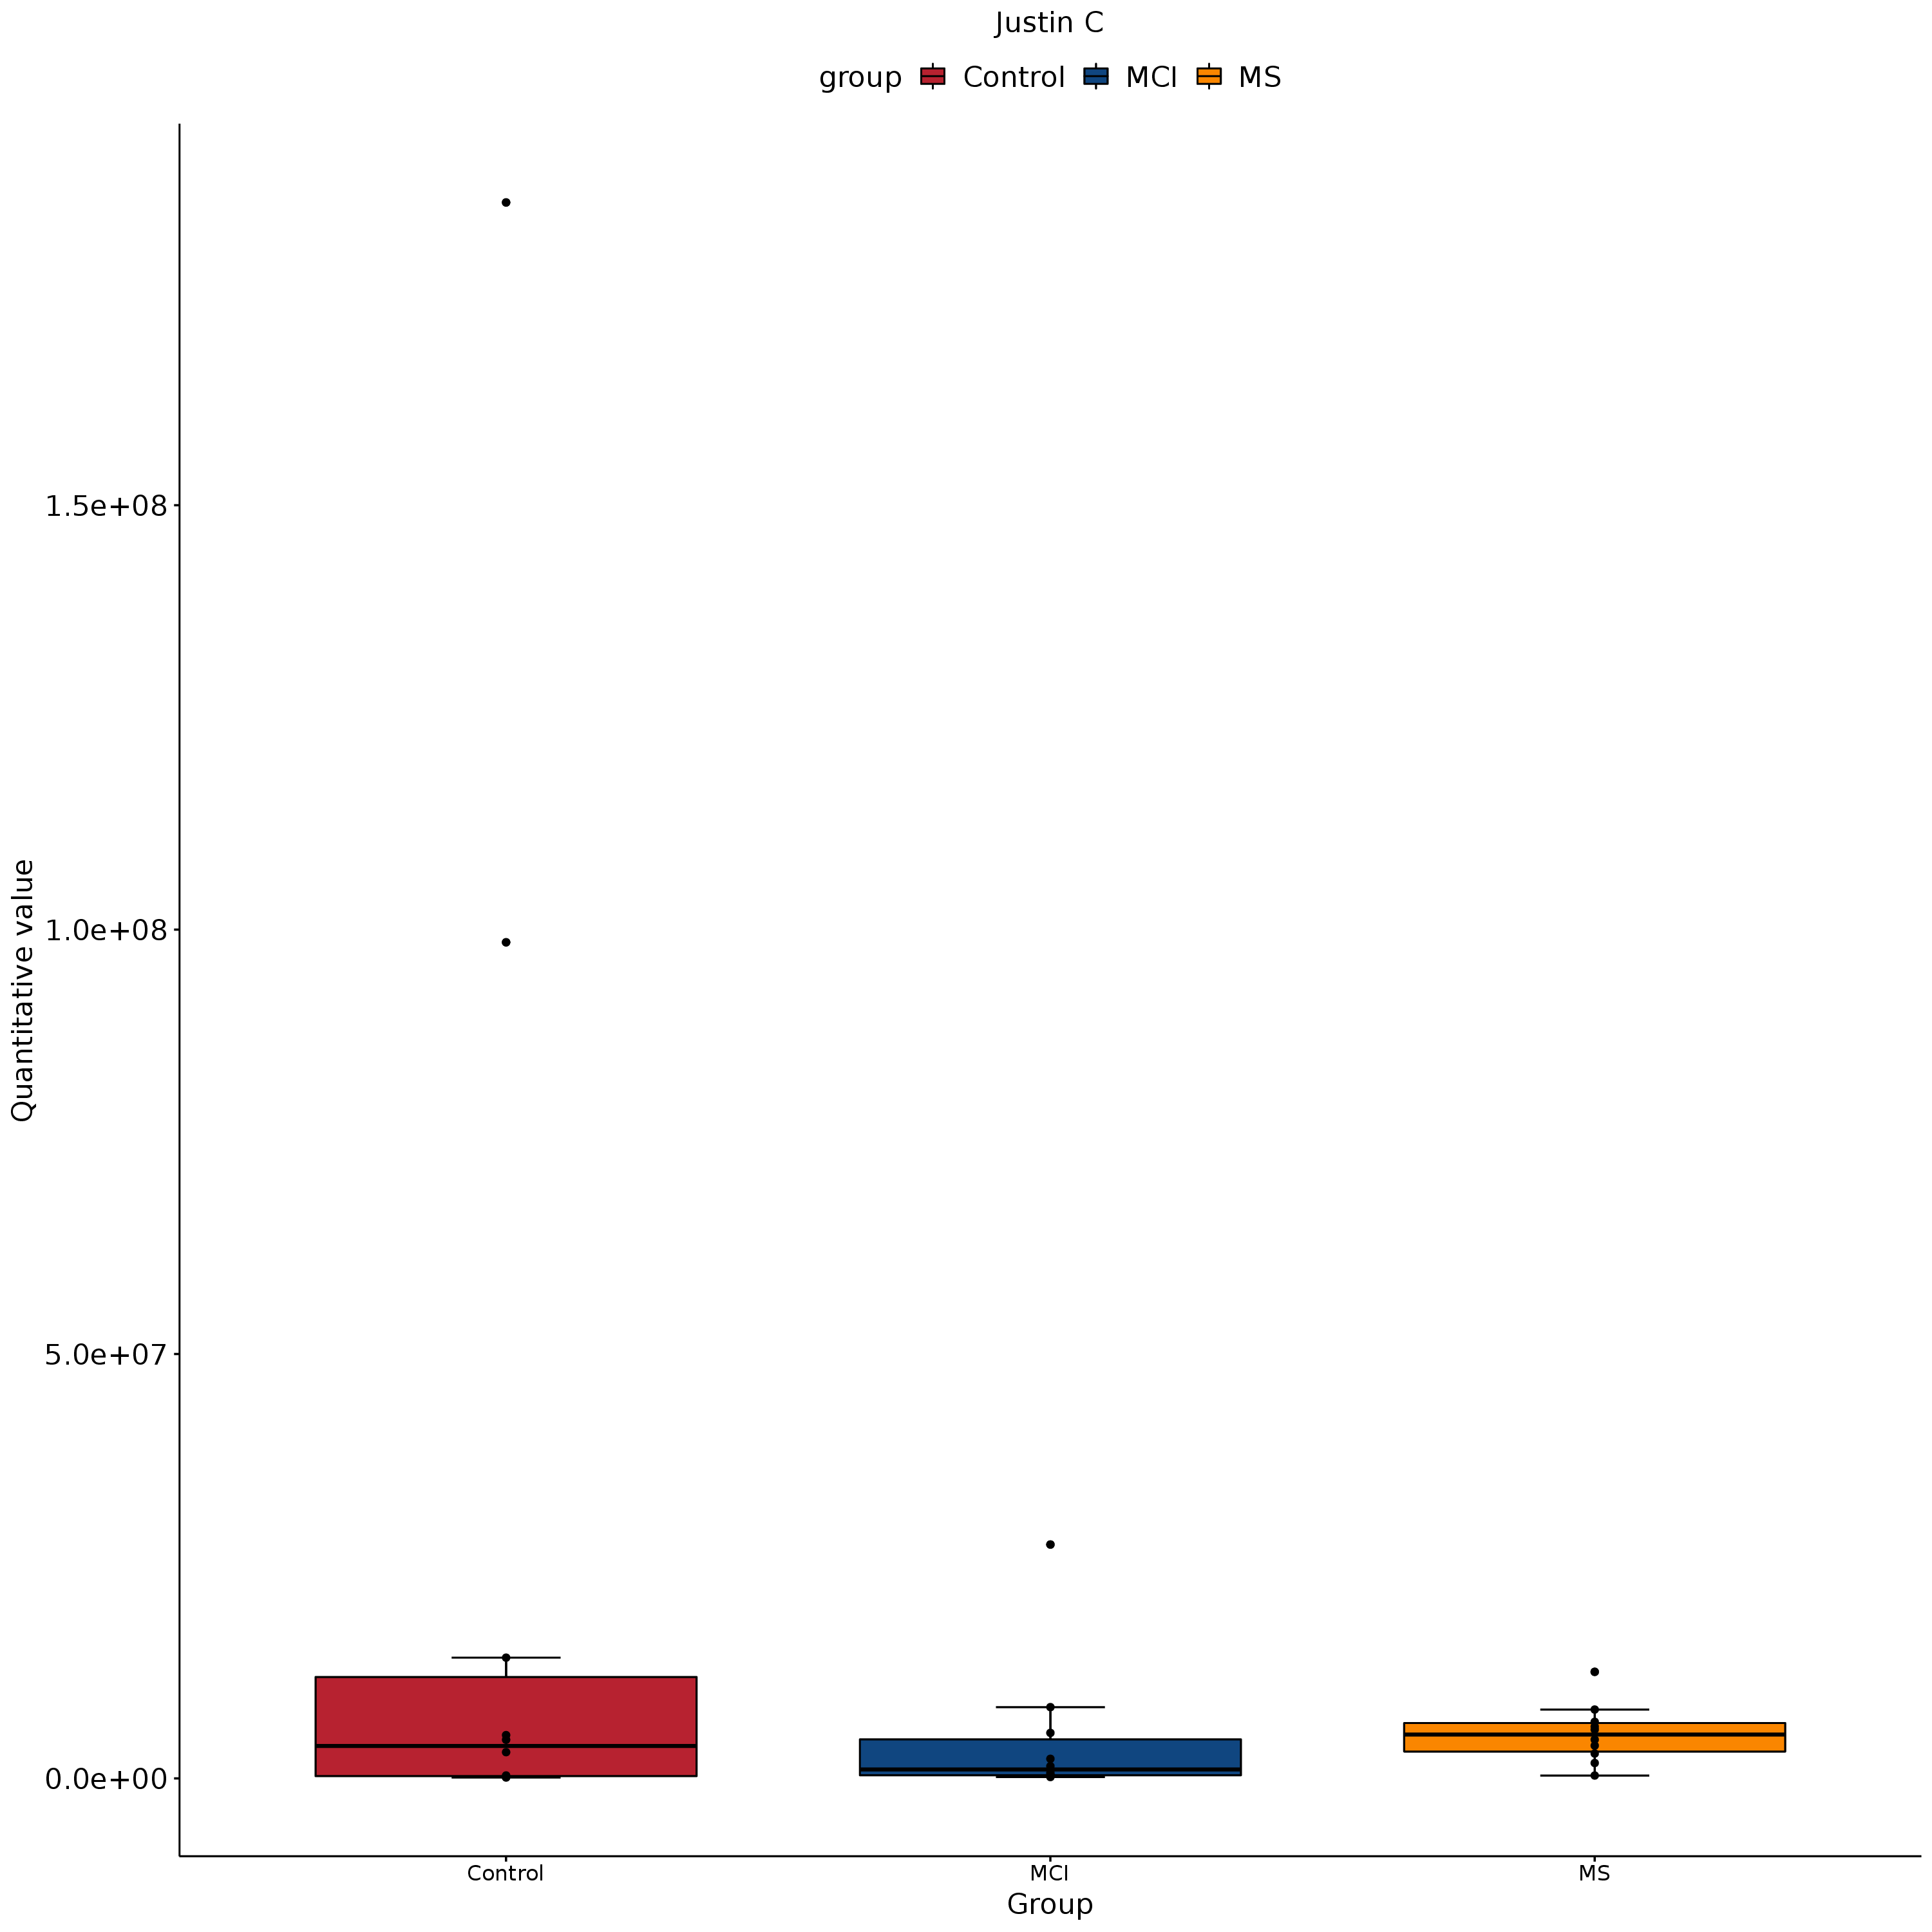 Justin C
group Control MCI MS
Quantitative value
1.5e+08
1.0e+08
5.0e+07
0.0e+00
Control MCI MS
Group